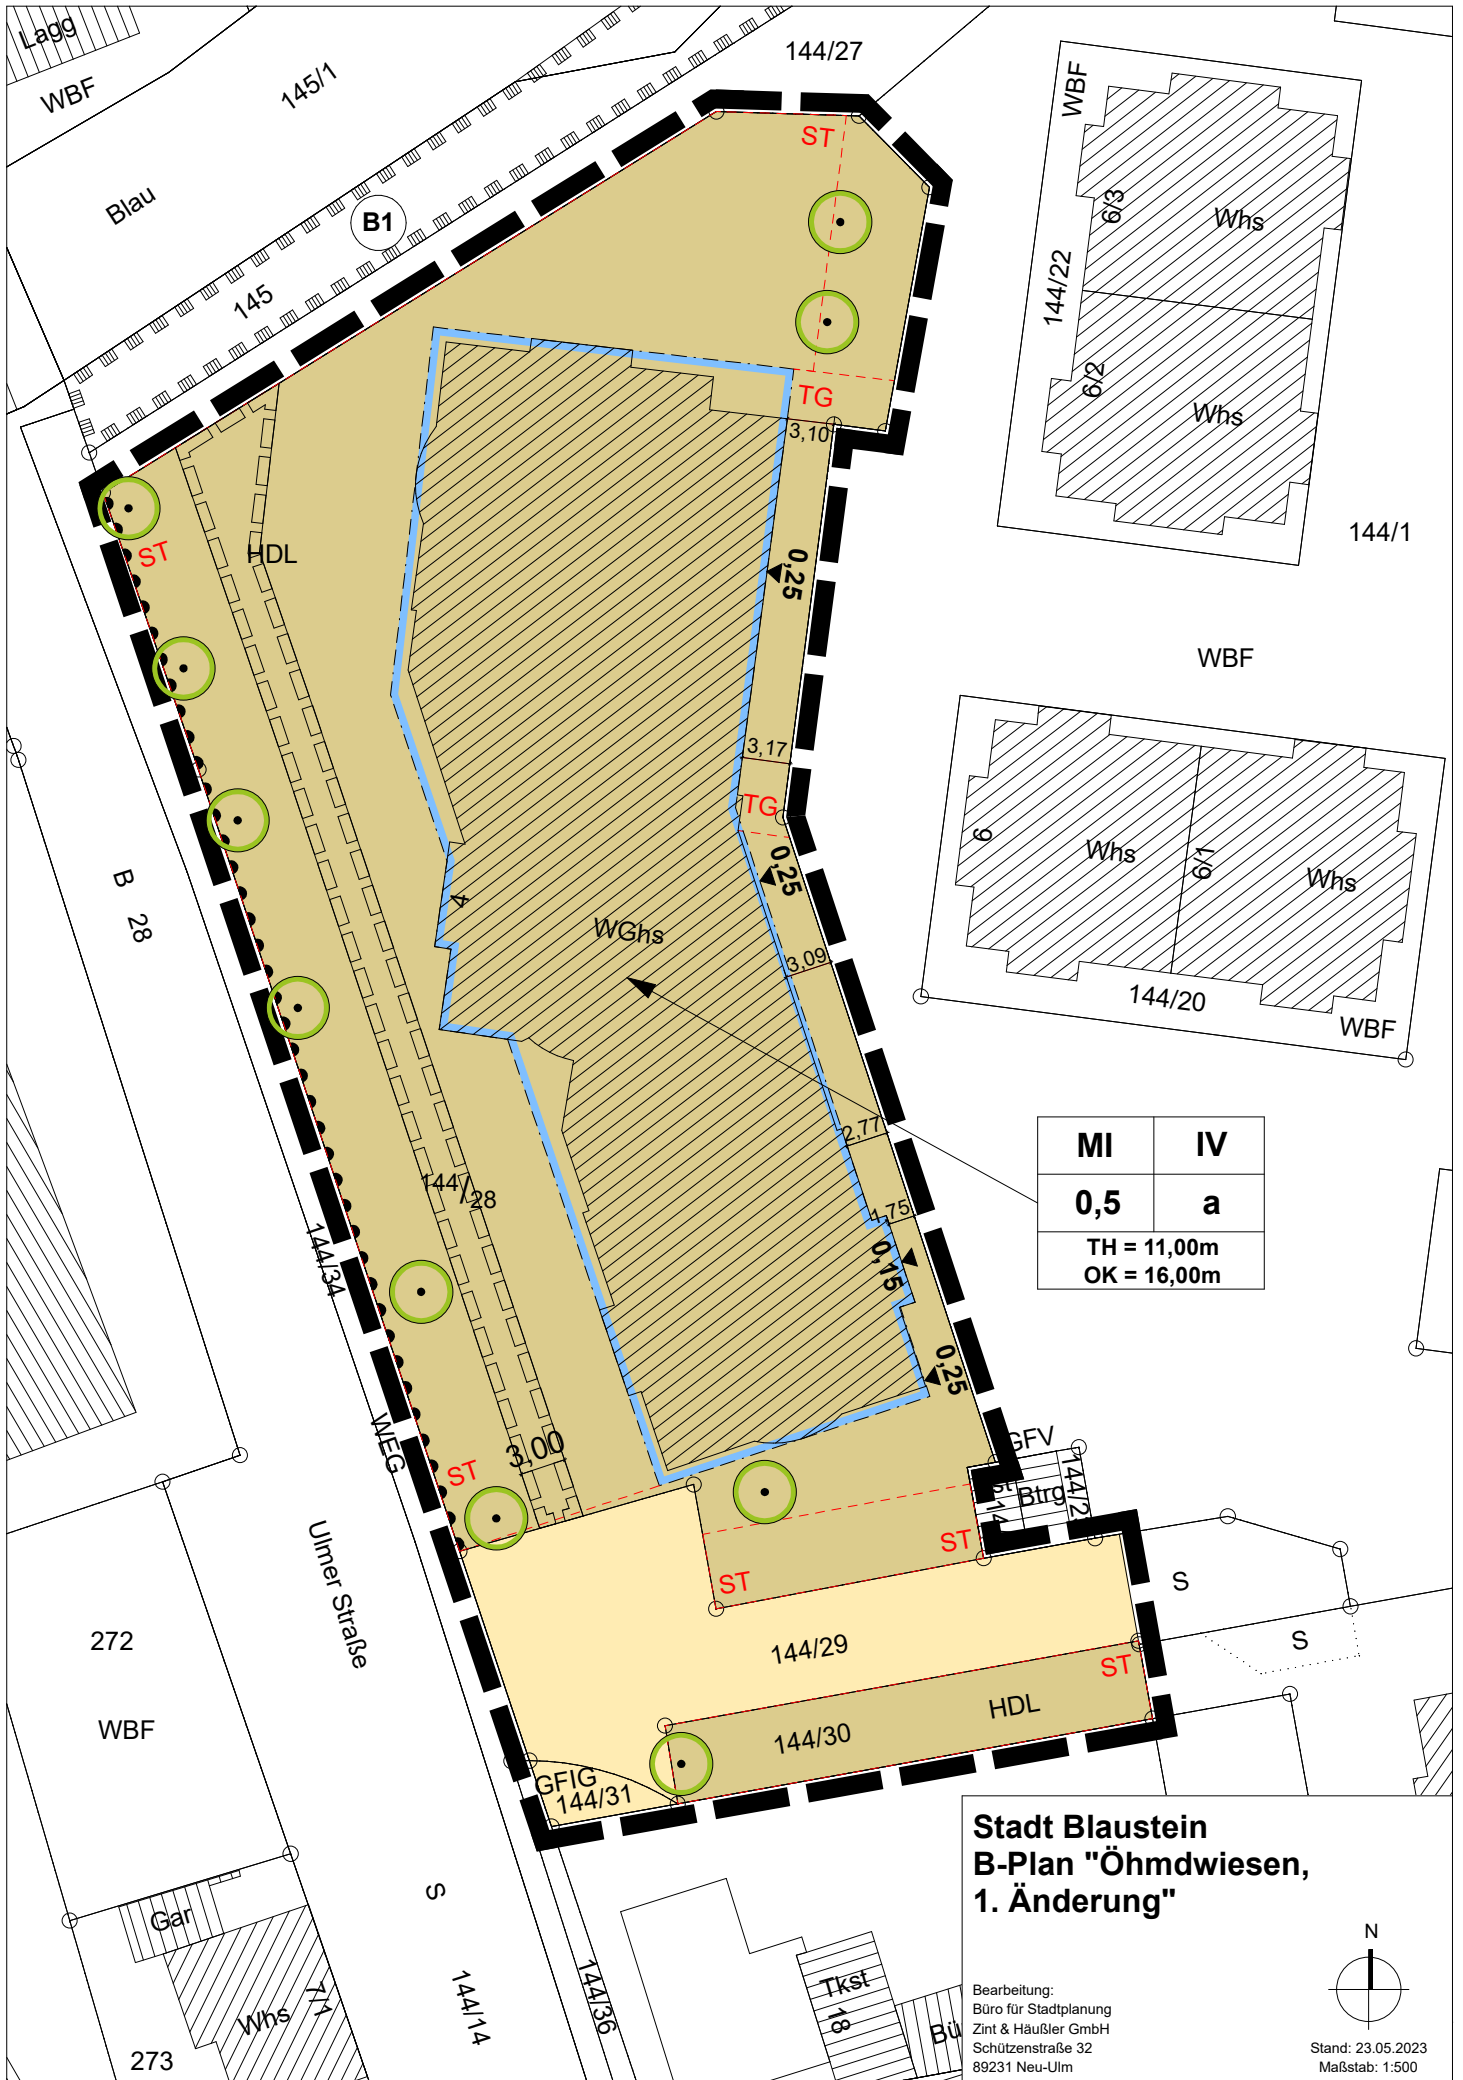 Lagg
WBF
145/1
144/27
Blau
B1
145
ST
WBF
6/3
Whs
144/22
6/2
Whs
144/1
TG
3,10
ST
HDL
0,25
WBF
3,17
TG
0,25
B 28
4
WGhs
3,09
6
Whs
6/1
Whs
144/20
WBF
2,77
MI IV
0,5 a
TH = 11,00m
OK = 16,00m
144/28
1,75
0,15
144/34
0,25
WEG
ST
3,00
GFV
144/2
Btrg
14
ST
ST
S
S
Ulmer Straße
272
WBF
144/29
ST
HDL
144/30
GFIG
144/31
Gar
Whs
7/1
273
S
144/14
144/36
Tkst
18
Bü
Stadt Blaustein
B-Plan "Öhmdwiesen,
1. Änderung"
N
Bearbeitung:
Büro für Stadtplanung
Zint & Häußler GmbH
Schützenstraße 32
89231 Neu-Ulm
Stand: 23.05.2023
Maßstab: 1:500